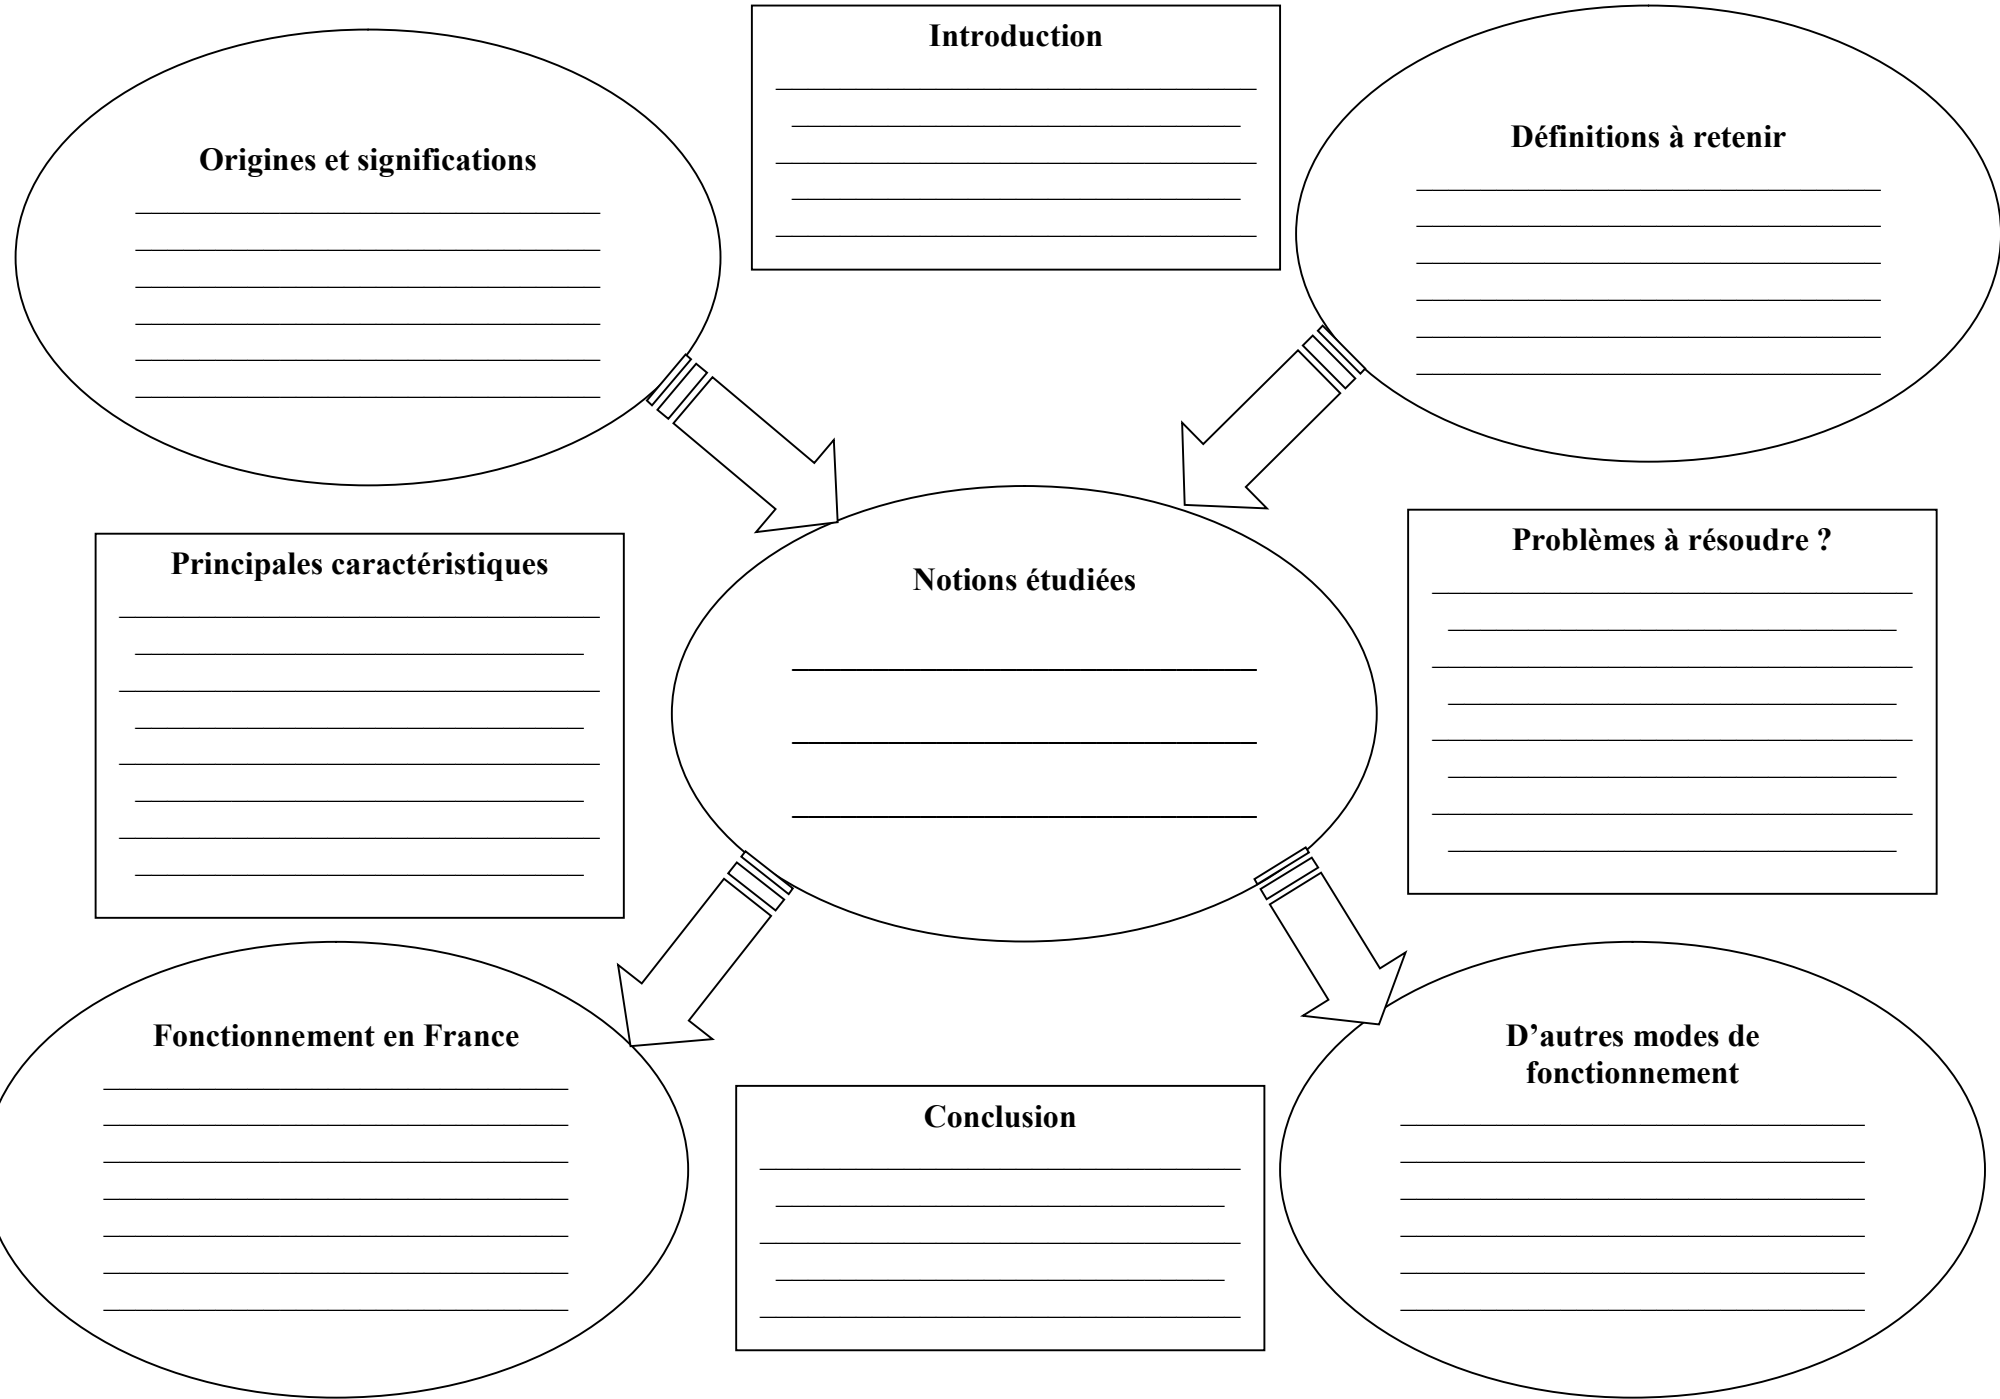 Introduction
Origines et significations
Définitions à retenir
Principales caractéristiques
Notions étudiées
Problèmes à résoudre ?
Fonctionnement en France
Conclusion
D’autres modes de
fonctionnement